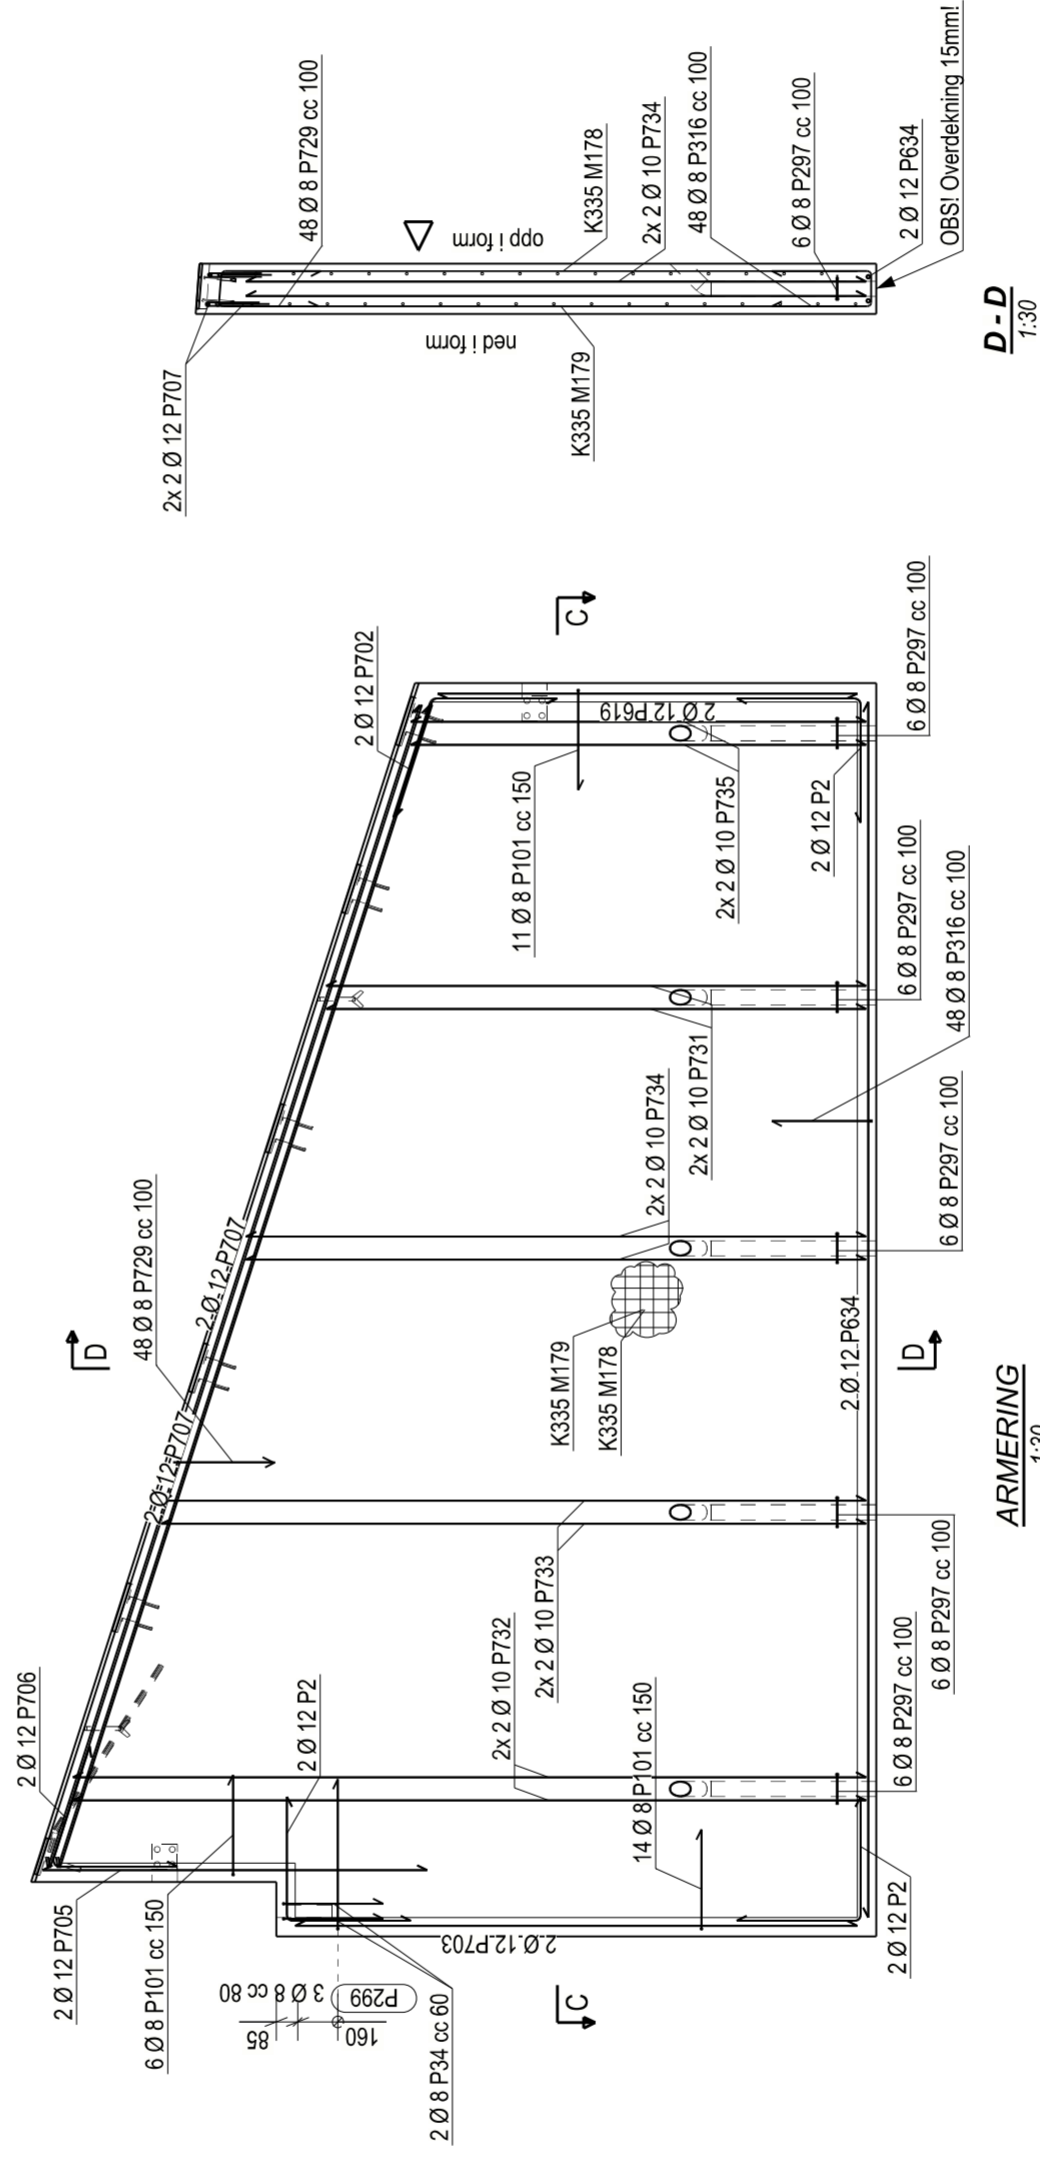 2 Ø 12 P706
2 Ø 12 P705
6 Ø 8 P101 cc 150
85
160
3 Ø 8 cc 80
P299
2 Ø 8 P34 cc 60
2 Ø 12 P703
2 Ø 12 P2
2x 2 Ø 10 P732
2x 2 Ø 10 P733
14 Ø 8 P101 cc 150
2 Ø 12 P2
6 Ø 8 P297 cc 100
6 Ø 8 P297 cc 100
C
D
48 Ø 8 P729 cc 100
2 Ø 12 P707
2 Ø 12 P707
K335 M179
K335 M178
2x 2 Ø 10 P734
2x 2 Ø 10 P731
2 Ø 12 P634
D
6 Ø 8 P297 cc 100
48 Ø 8 P316 cc 100
6 Ø 8 P297 cc 100
2 Ø 12 P702
11 Ø 8 P101 cc 150
2 Ø 12 P619
2x 2 Ø 10 P735
2 Ø 12 P2
6 Ø 8 P297 cc 100
C
ARMERING
1:30
2x 2 Ø 12 P707
48 Ø 8 P729 cc 100
ned i form
opp i form
K335 M179
K335 M178
2x 2 Ø 10 P734
48 Ø 8 P316 cc 100
6 Ø 8 P297 cc 100
2 Ø 12 P634
OBS! Overdekning 15mm!
D - D
1:30